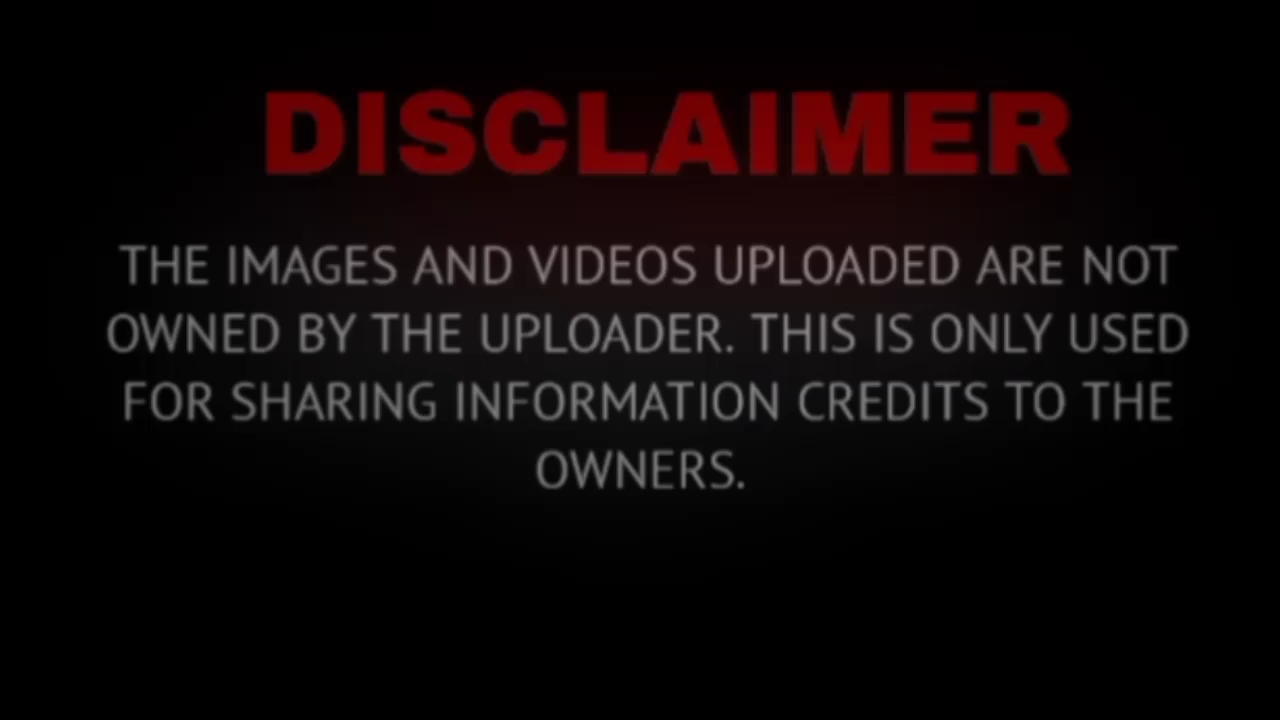 DISCLAIMER
THE IMAGES AND VIDEOS UPLOADED ARE NOT
OWNED BY THE UPLOADER. THIS IS ONLY USED
FOR SHARING INFORMATION CREDITS TO THE
OWNERS.